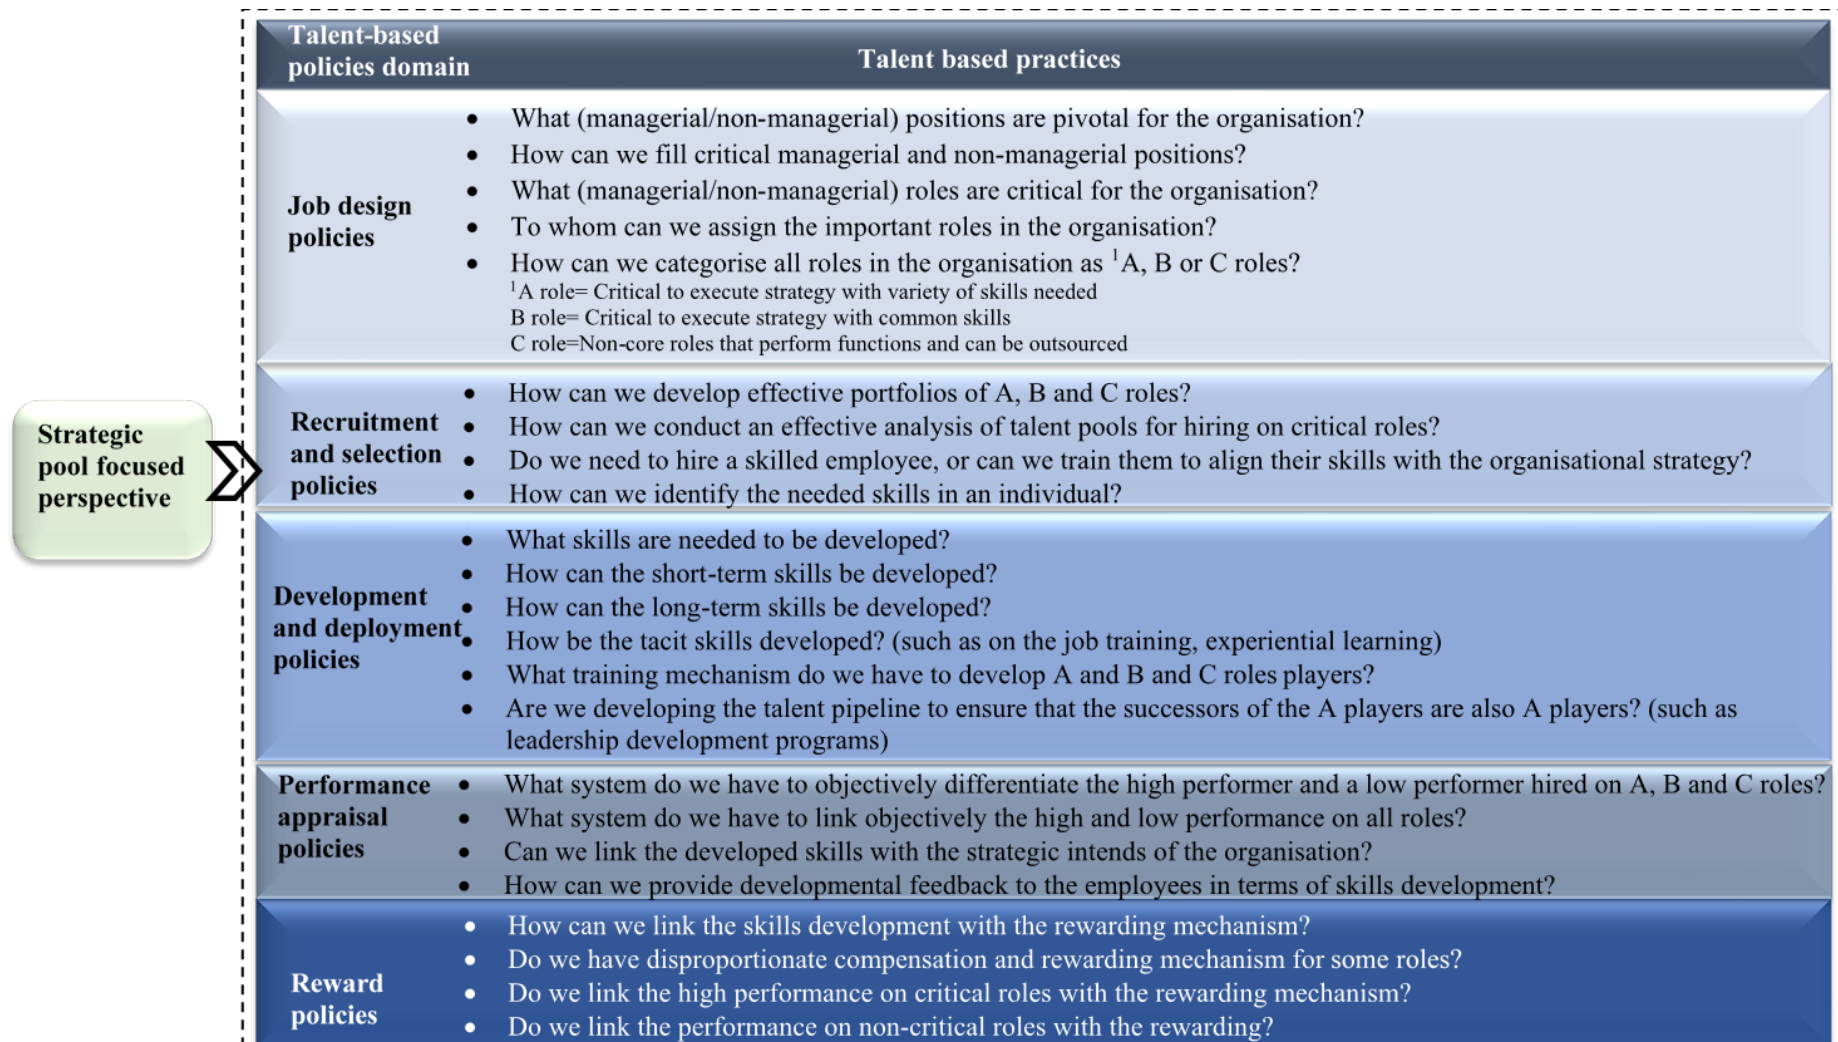 Strategic
pool focused
perspective
Talent-based
policies domain
Talent based practices
Job design
policies
• What (managerial/non-managerial) positions are pivotal for the organisation?
• How can we fill critical managerial and non-managerial positions?
• What (managerial/non-managerial) roles are critical for the organisation?
• To whom can we assign the important roles in the organisation?
• How can we categorise all roles in the organisation as ¹A, B or C roles?
¹A role= Critical to execute strategy with variety of skills needed
B role= Critical to execute strategy with common skills
C role=Non-core roles that perform functions and can be outsourced
Recruitment
and selection
policies
• How can we develop effective portfolios of A, B and C roles?
• How can we conduct an effective analysis of talent pools for hiring on critical roles?
• Do we need to hire a skilled employee, or can we train them to align their skills with the organisational strategy?
• How can we identify the needed skills in an individual?
Development
and deployment
policies
• What skills are needed to be developed?
• How can the short-term skills be developed?
• How can the long-term skills be developed?
• How be the tacit skills developed? (such as on the job training, experiential learning)
• What training mechanism do we have to develop A and B and C roles players?
• Are we developing the talent pipeline to ensure that the successors of the A players are also A players? (such as
leadership development programs)
Performance
appraisal
policies
• What system do we have to objectively differentiate the high performer and a low performer hired on A, B and C roles?
• What system do we have to link objectively the high and low performance on all roles?
• Can we link the developed skills with the strategic intends of the organisation?
• How can we provide developmental feedback to the employees in terms of skills development?
Reward
policies
• How can we link the skills development with the rewarding mechanism?
• Do we have disproportionate compensation and rewarding mechanism for some roles?
• Do we link the high performance on critical roles with the rewarding mechanism?
• Do we link the performance on non-critical roles with the rewarding?